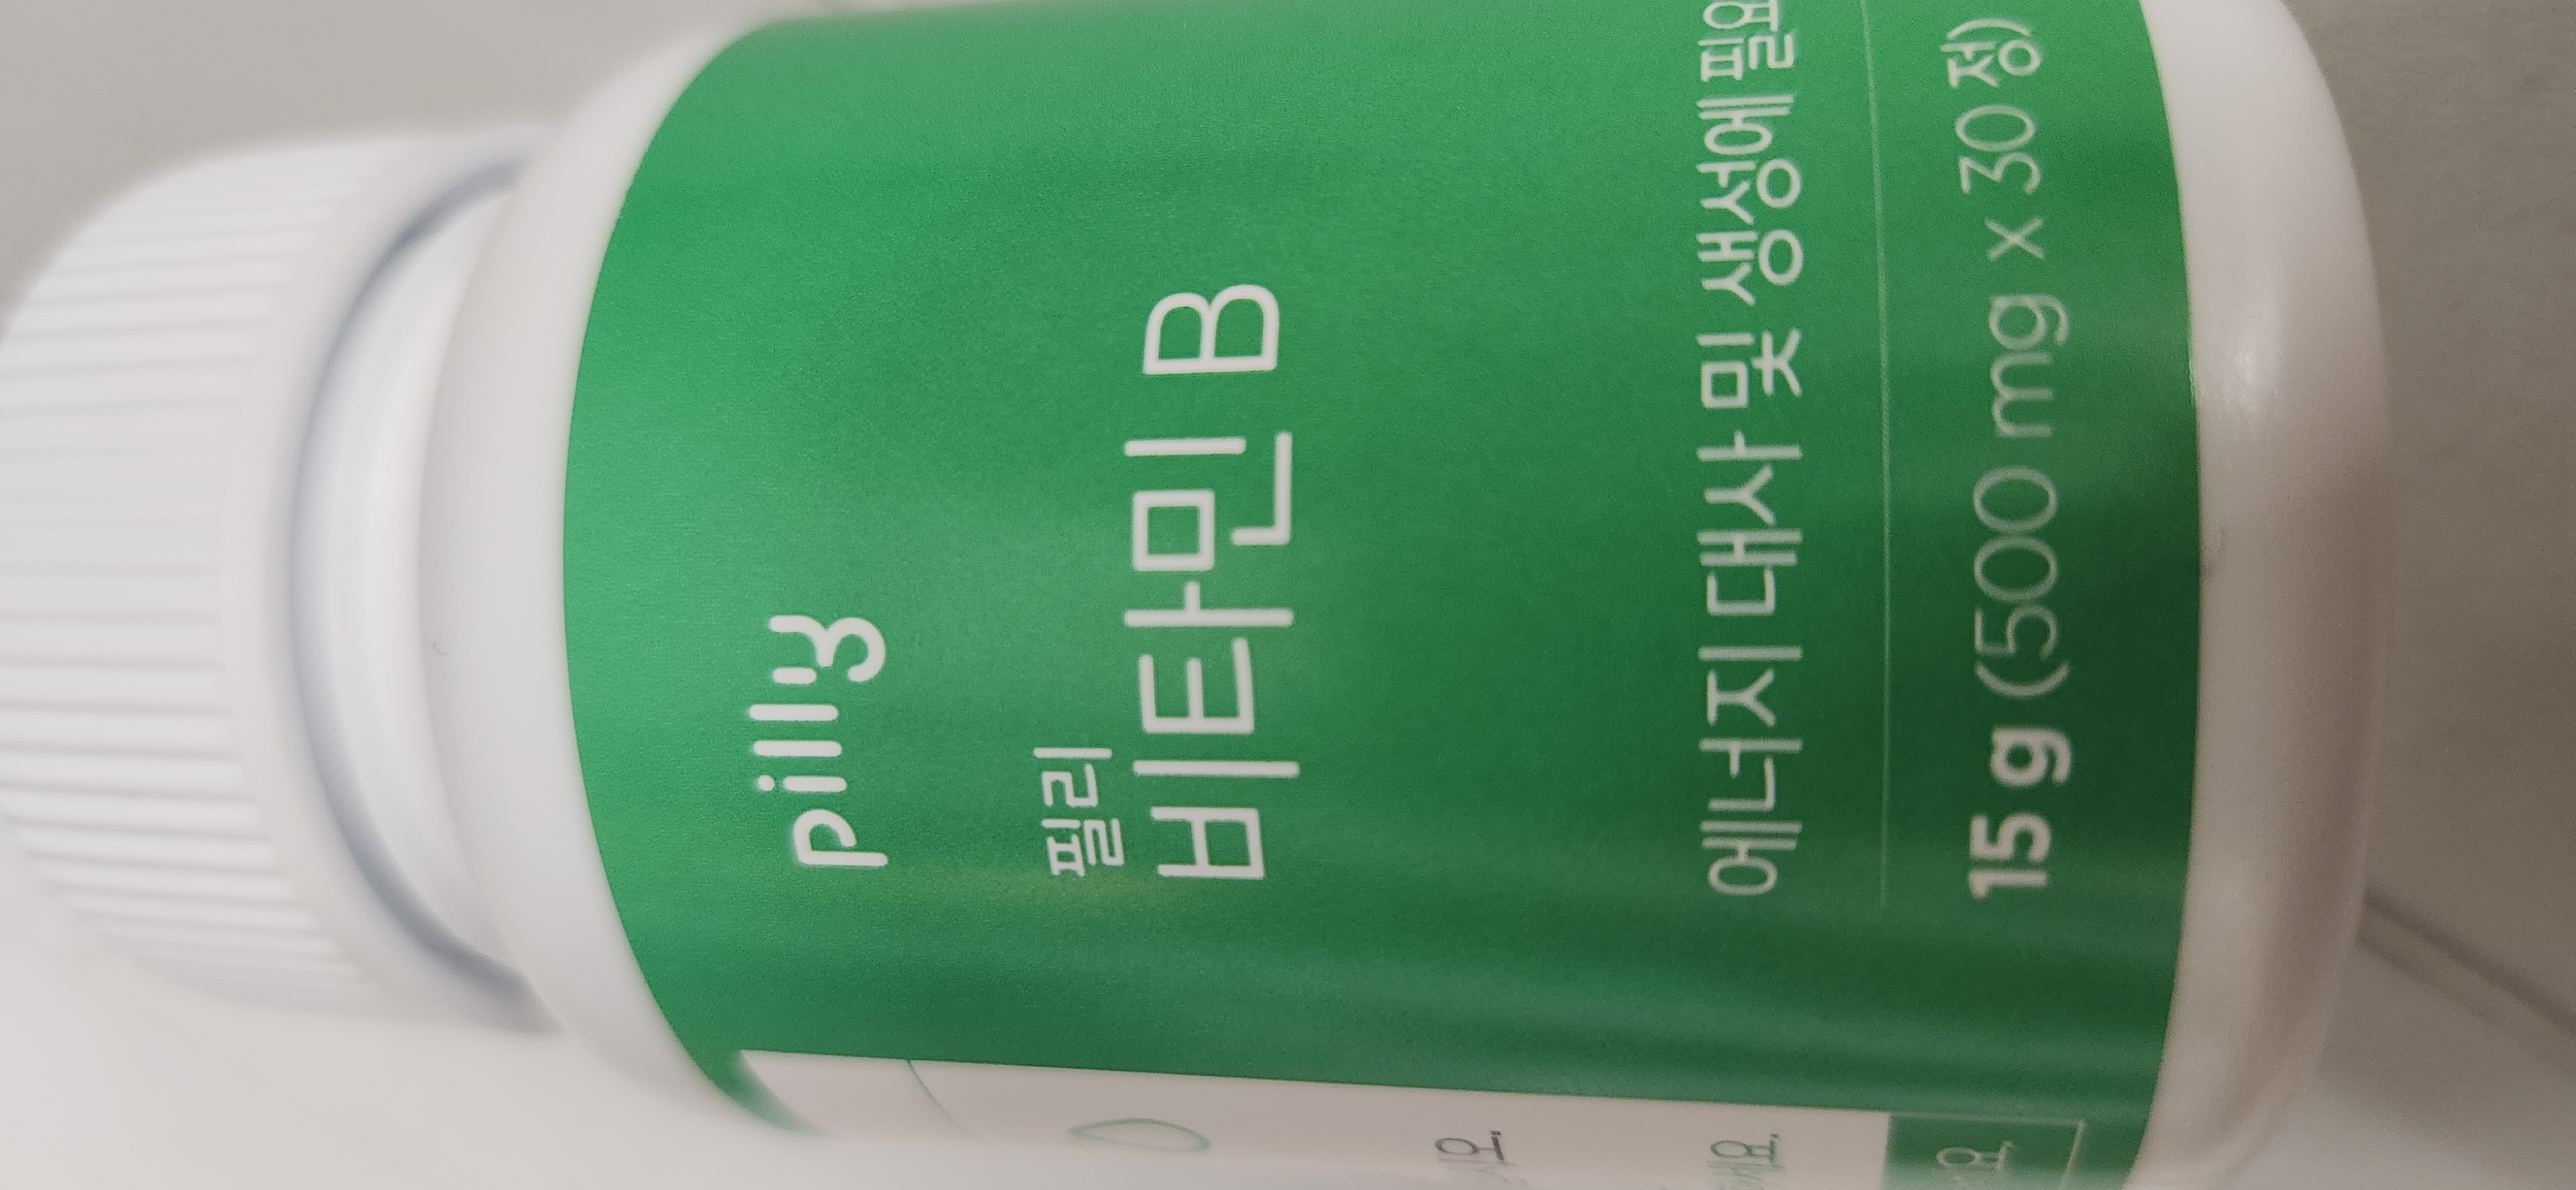 pilly
필리
비타민 B
에너지 대사 및 생성에 필요
15 g (500 mg x 30 정)